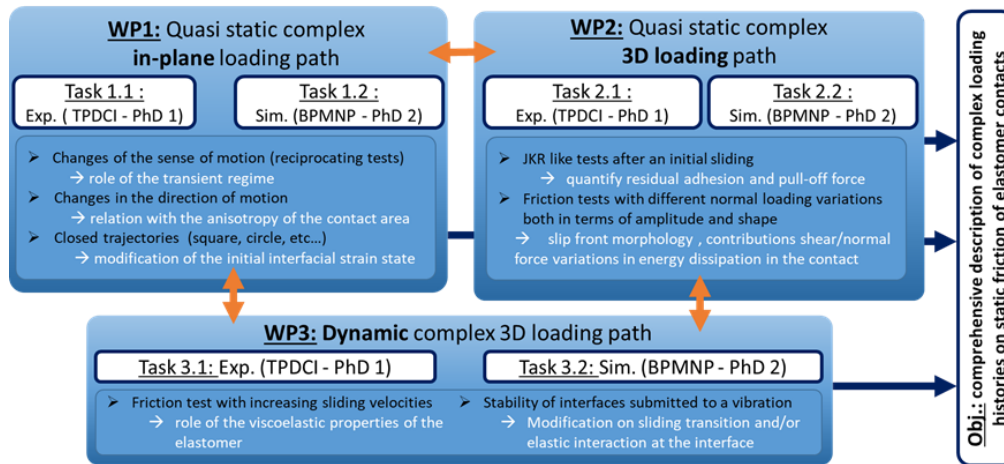 WP1: Quasi static complex
in-plane loading path
Task 1.1 :
Exp. ( TPDCI - PhD 1)
Task 1.2 :
Sim. (BPMNP - PhD 2)
➤ Changes of the sense of motion (reciprocating tests)
→ role of the transient regime
➤ Changes in the direction of motion
→ relation with the anisotropy of the contact area
➤ Closed trajectories (square, circle, etc…)
→ modification of the initial interfacial strain state
WP2: Quasi static complex
3D loading path
Task 2.1 :
Exp. (TPDCI - PhD 1)
Task 2.2 :
Sim. (BPMNP - PhD 2)
➤ JKR like tests after an initial sliding
→ quantify residual adhesion and pull-off force
➤ Friction tests with different normal loading variations
both in terms of amplitude and shape
→ slip front morphology , contributions shear/normal
force variations in energy dissipation in the contact
WP3: Dynamic complex 3D loading path
Task 3.1: Exp. (TPDCI - PhD 1)
Task 3.2: Sim. (BPMNP - PhD 2)
➤ Friction test with increasing sliding velocities
→ role of the viscoelastic properties of the
elastomer
➤ Stability of interfaces submitted to a vibration
→ Modification on sliding transition and/or
elastic interaction at the interface
Obj.: comprehensive description of complex loading
histories on static friction of elastomer contacts